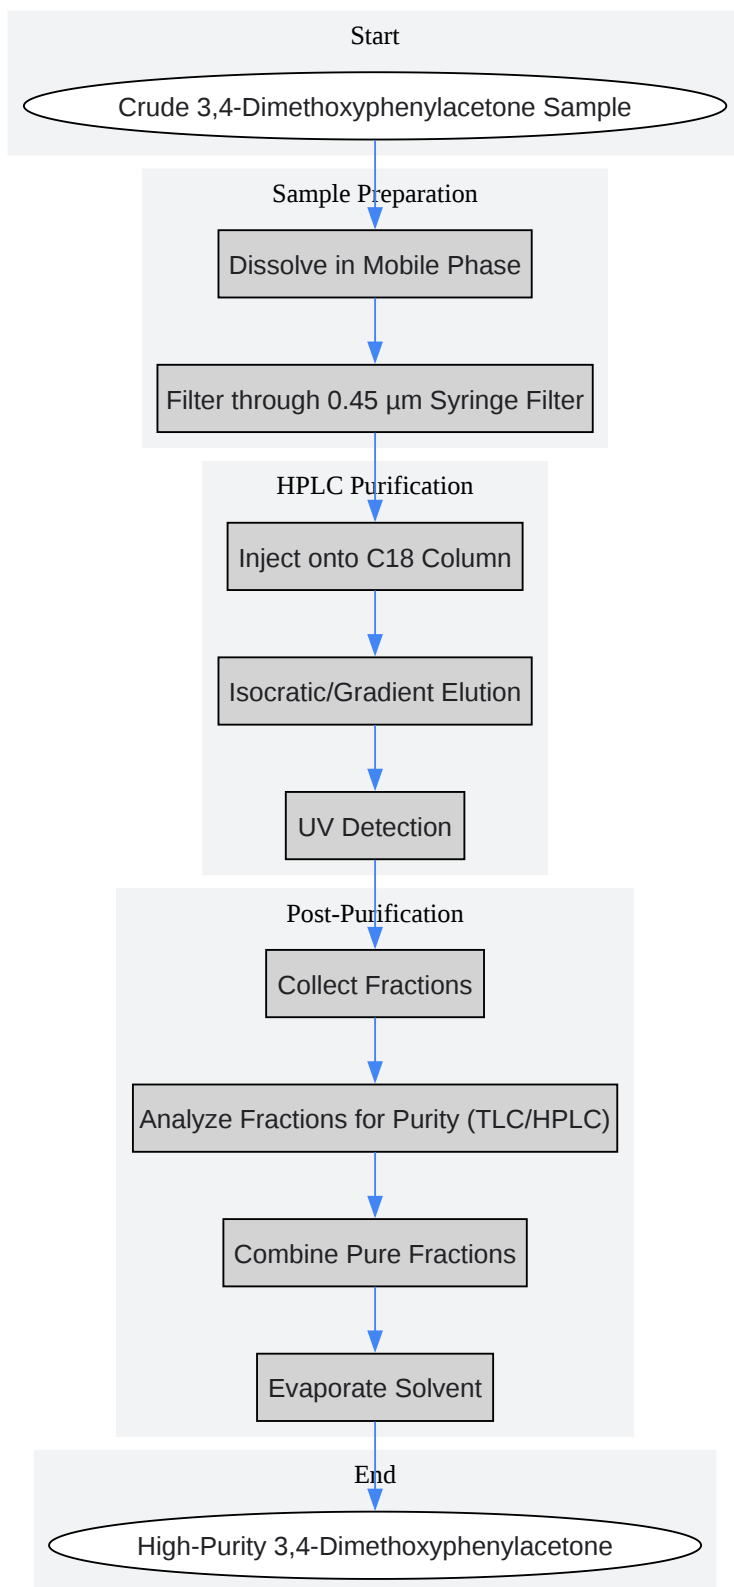 Start
Crude 3,4-Dimethoxyphenylacetone Sample
Sample Preparation
Dissolve in Mobile Phase
Filter through 0.45 µm Syringe Filter
HPLC Purification
Inject onto C18 Column
Isocratic/Gradient Elution
UV Detection
Post-Purification
Collect Fractions
Analyze Fractions for Purity (TLC/HPLC)
Combine Pure Fractions
Evaporate Solvent
End
High-Purity 3,4-Dimethoxyphenylacetone